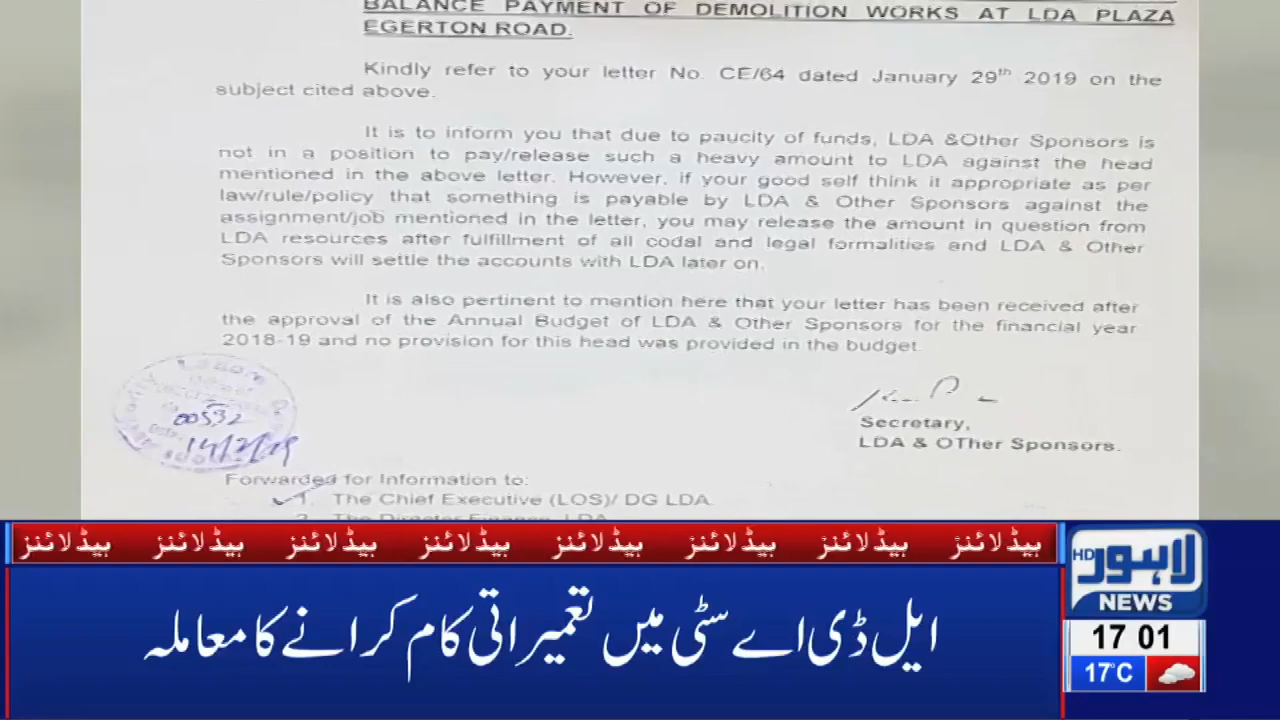 BALANCE PAYMENT OF DEMOLITION WORKS AT LDA PLAZA
EGERTON ROAD.
Kindly refer to your letter No. CE/64 dated January 29th 2019 on the
subject cited above.
It is to inform you that due to paucity of funds, LDA &Other Sponsors is
not in a position to pay/release such a heavy amount to LDA against the head
mentioned in the above letter. However, if your good self think it appropriate as per
law/rule/policy that something is payable by LDA & Other Sponsors against the
assignment/job mentioned in the letter, you may release the amount in question from
LDA resources after fulfillment of all codal and legal formalities and LDA & Other
Sponsors will settle the accounts with LDA later on.
It is also pertinent to mention here that your letter has been received after
the approval of the Annual Budget of LDA & Other Sponsors for the financial year
2018-19 and no provision for this head was provided in the budget.
00532
14/2/19
Secretary,
LDA & OTher Sponsors.
Forwarded for Information to:
1. The Chief Executive (LOS)/ DG LDA.
2. The Director Finance, LDA
ہیڈلائنز ہیڈلائنز ہیڈلائنز ہیڈلائنز ہیڈلائنز ہیڈلائنز ہیڈلائنز ہیڈلائنز
ایل ڈی اے سٹی میں تعمیراتی کام کرانے کا معاملہ
HD لاہور
NEWS
17 01
17°C